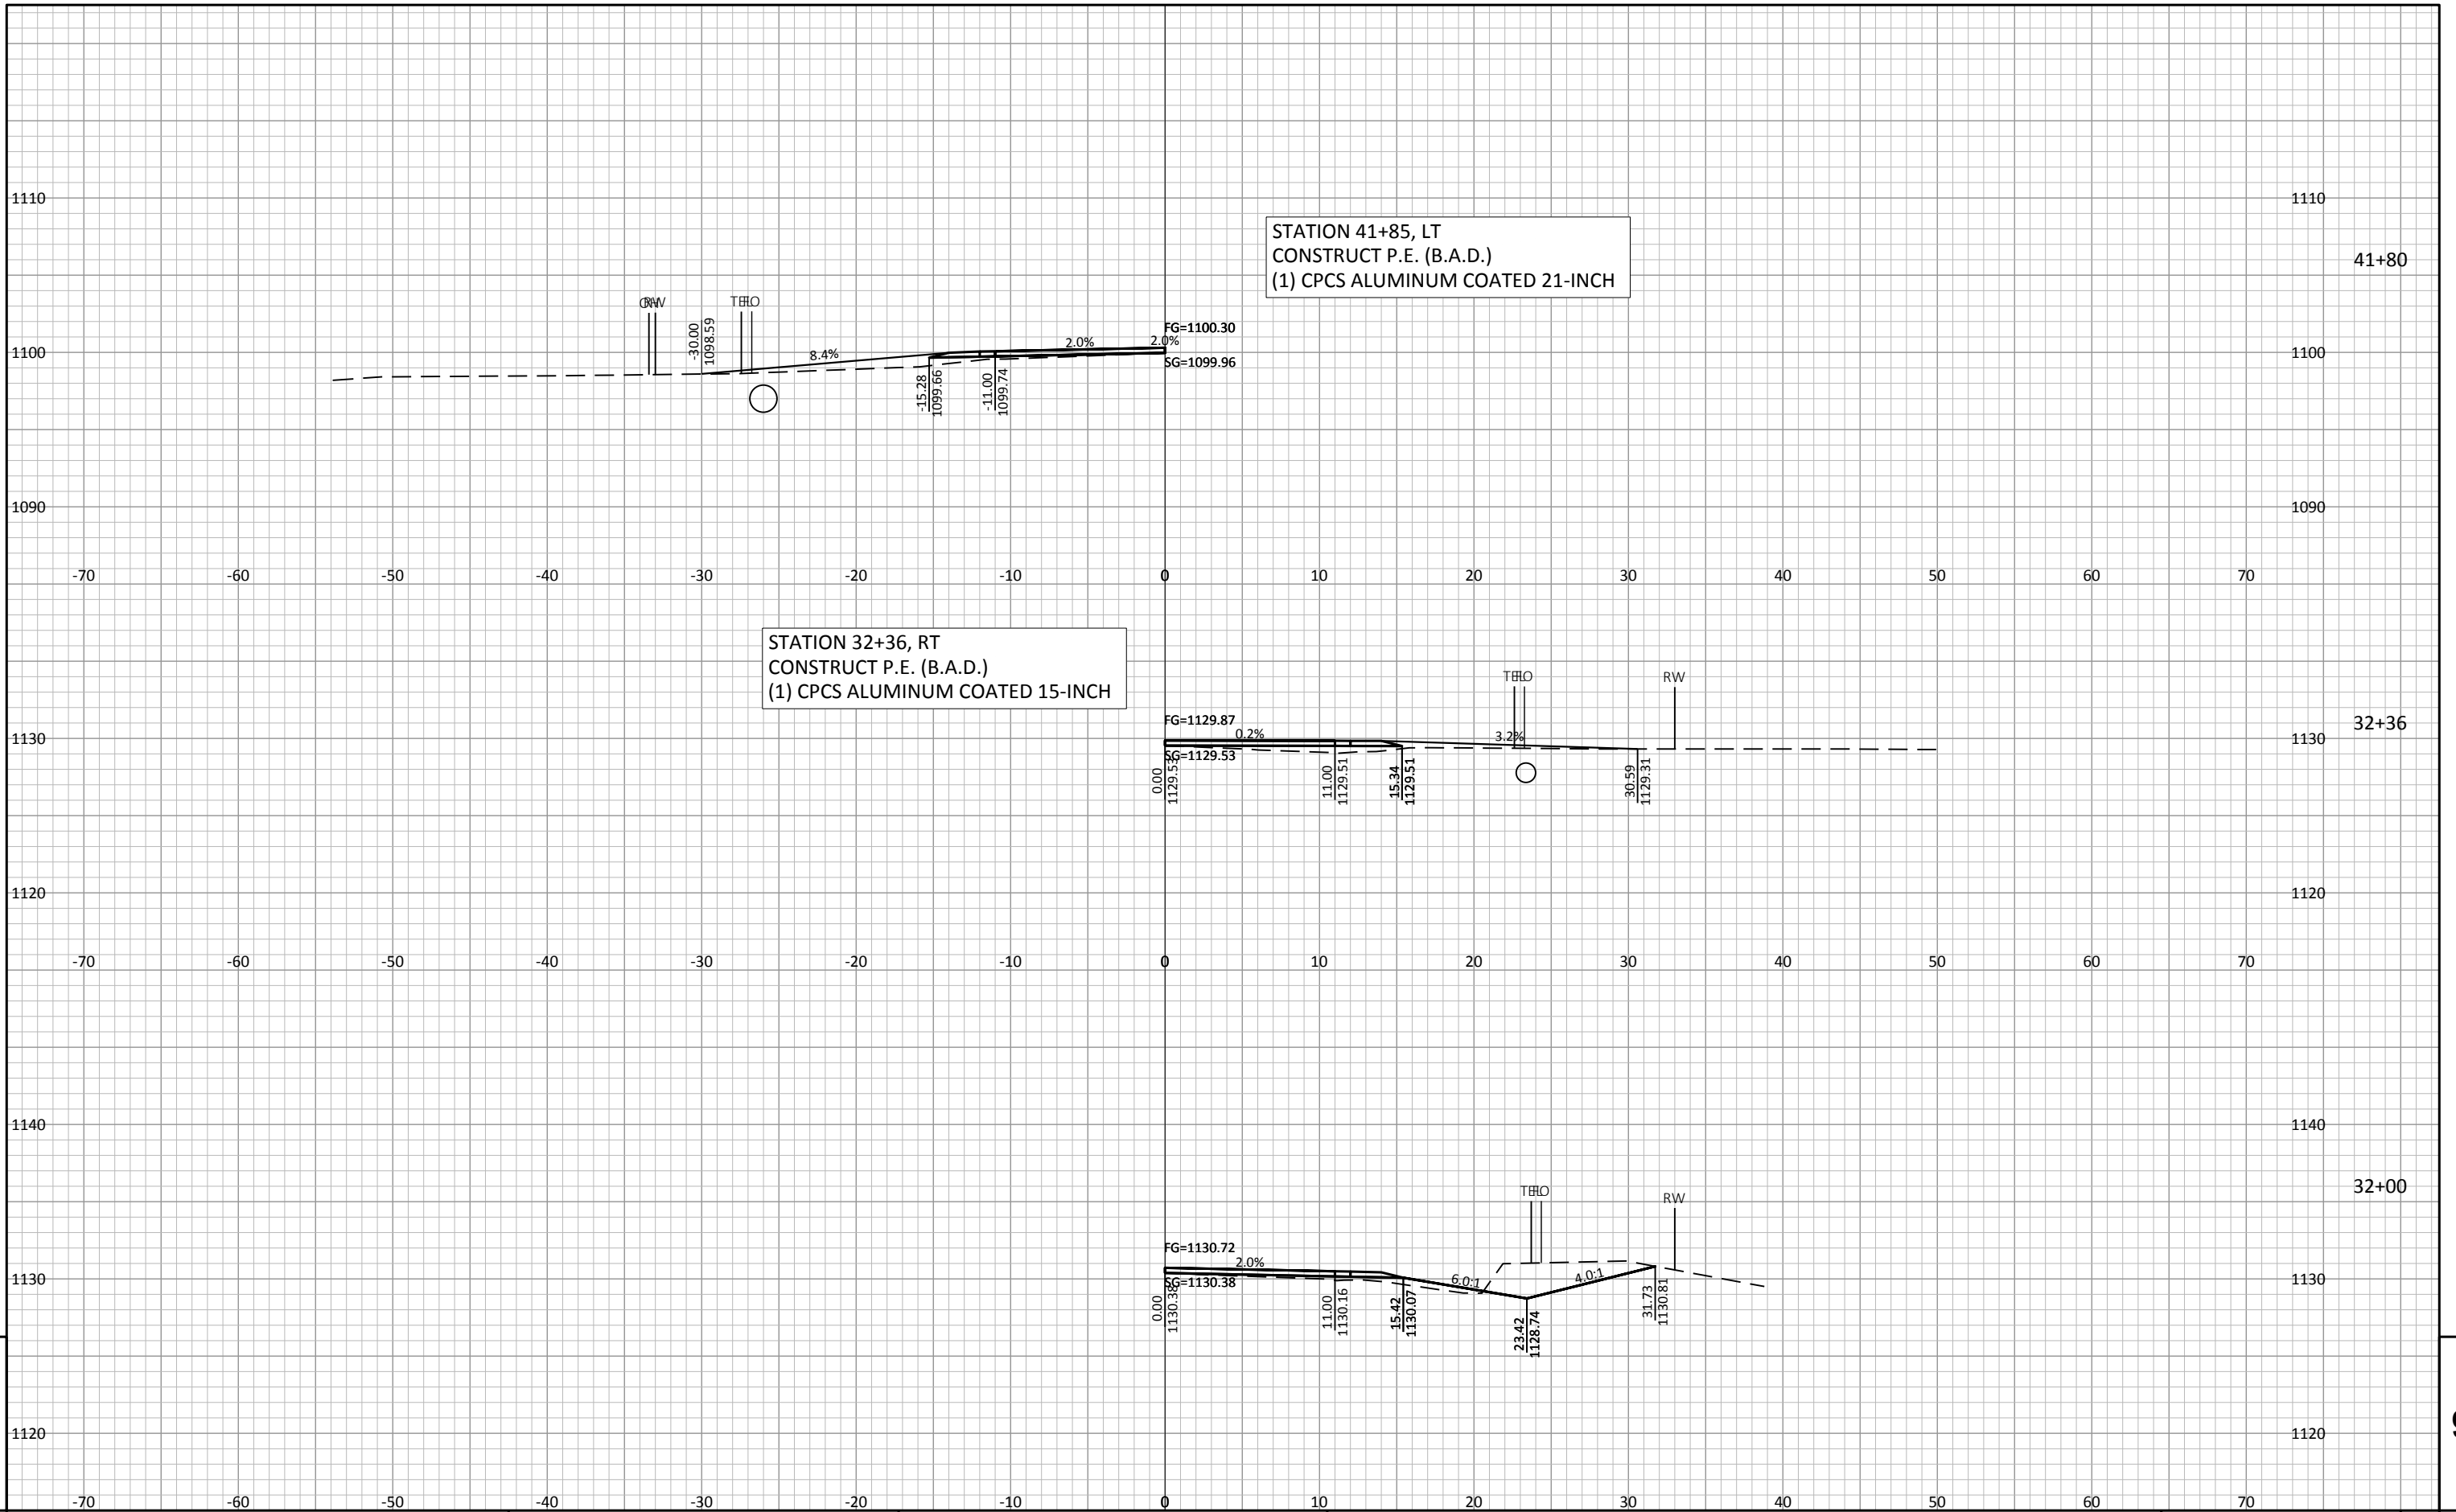 1110
1110
STATION 41+85, LT
CONSTRUCT P.E. (B.A.D.)
(1) CPCS ALUMINUM COATED 21-INCH
41+80
RW
-30.00
1098.59
8.4%
2.0%
FG=1100.30
2.0%
SG=1099.96
1100
1100
-15.28
1099.66
-11.00
1099.74
1090
1090
-70 -60 -50 -40 -30 -20 -10 0 10 20 30 40 50 60 70
STATION 32+36, RT
CONSTRUCT P.E. (B.A.D.)
(1) CPCS ALUMINUM COATED 15-INCH
RW
32+36
FG=1129.87
0.2%
3.2%
1130
1130
SG=1129.53
0.00
1129.53
11.00
1129.51
15.34
1129.51
30.59
1129.31
1120
1120
-70 -60 -50 -40 -30 -20 -10 0 10 20 30 40 50 60 70
1140
1140
32+00
RW
FG=1130.72
2.0%
6.0:1
4.0:1
1130
1130
SG=1130.38
0.00
1130.38
11.00
1130.16
15.42
1130.07
23.42
1128.74
31.73
1130.81
1120
1120
-70 -60 -50 -40 -30 -20 -10 0 10 20 30 40 50 60 70